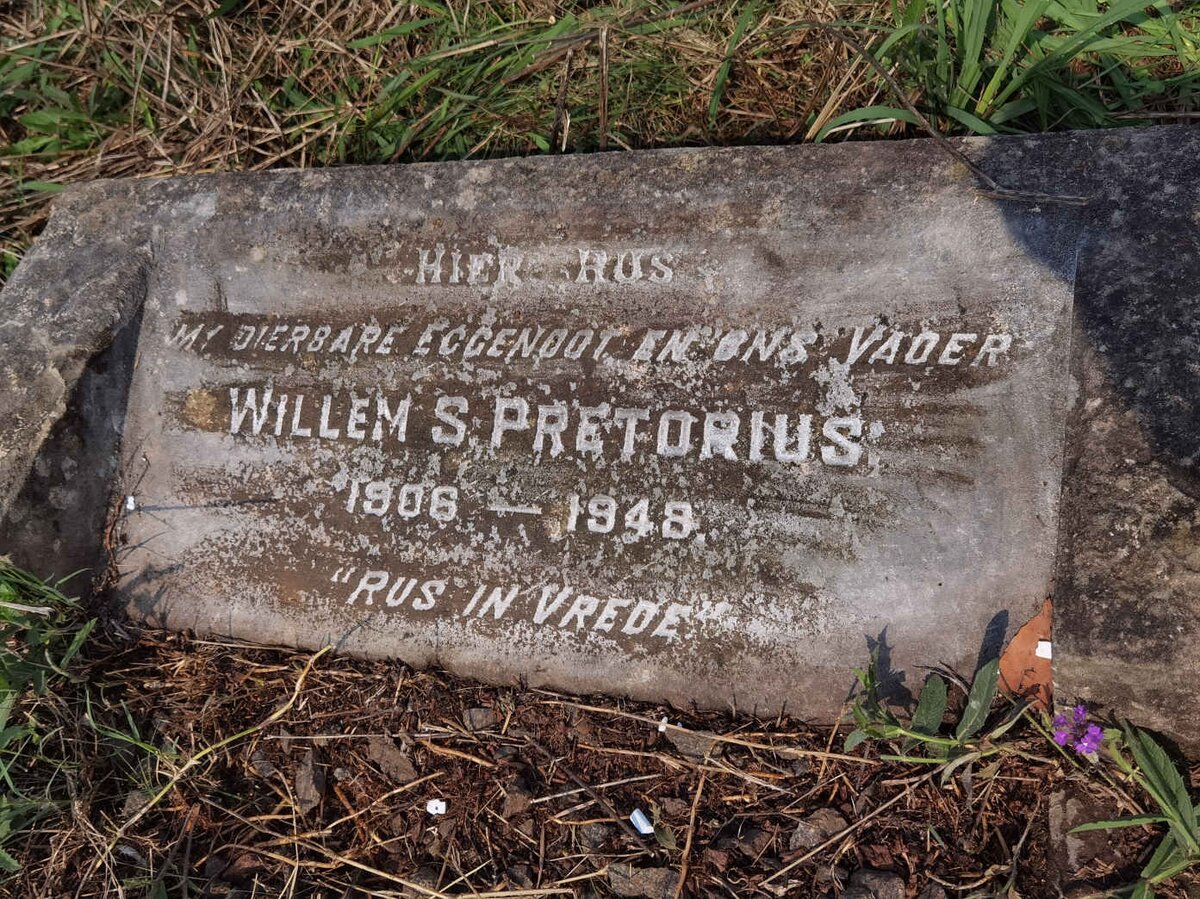 HIER RUS
MY DIERBARE EGGENOOT EN ONS VADER
WILLEM S. PRETORIUS.
1906 — 1948.
"RUS IN VREDE"